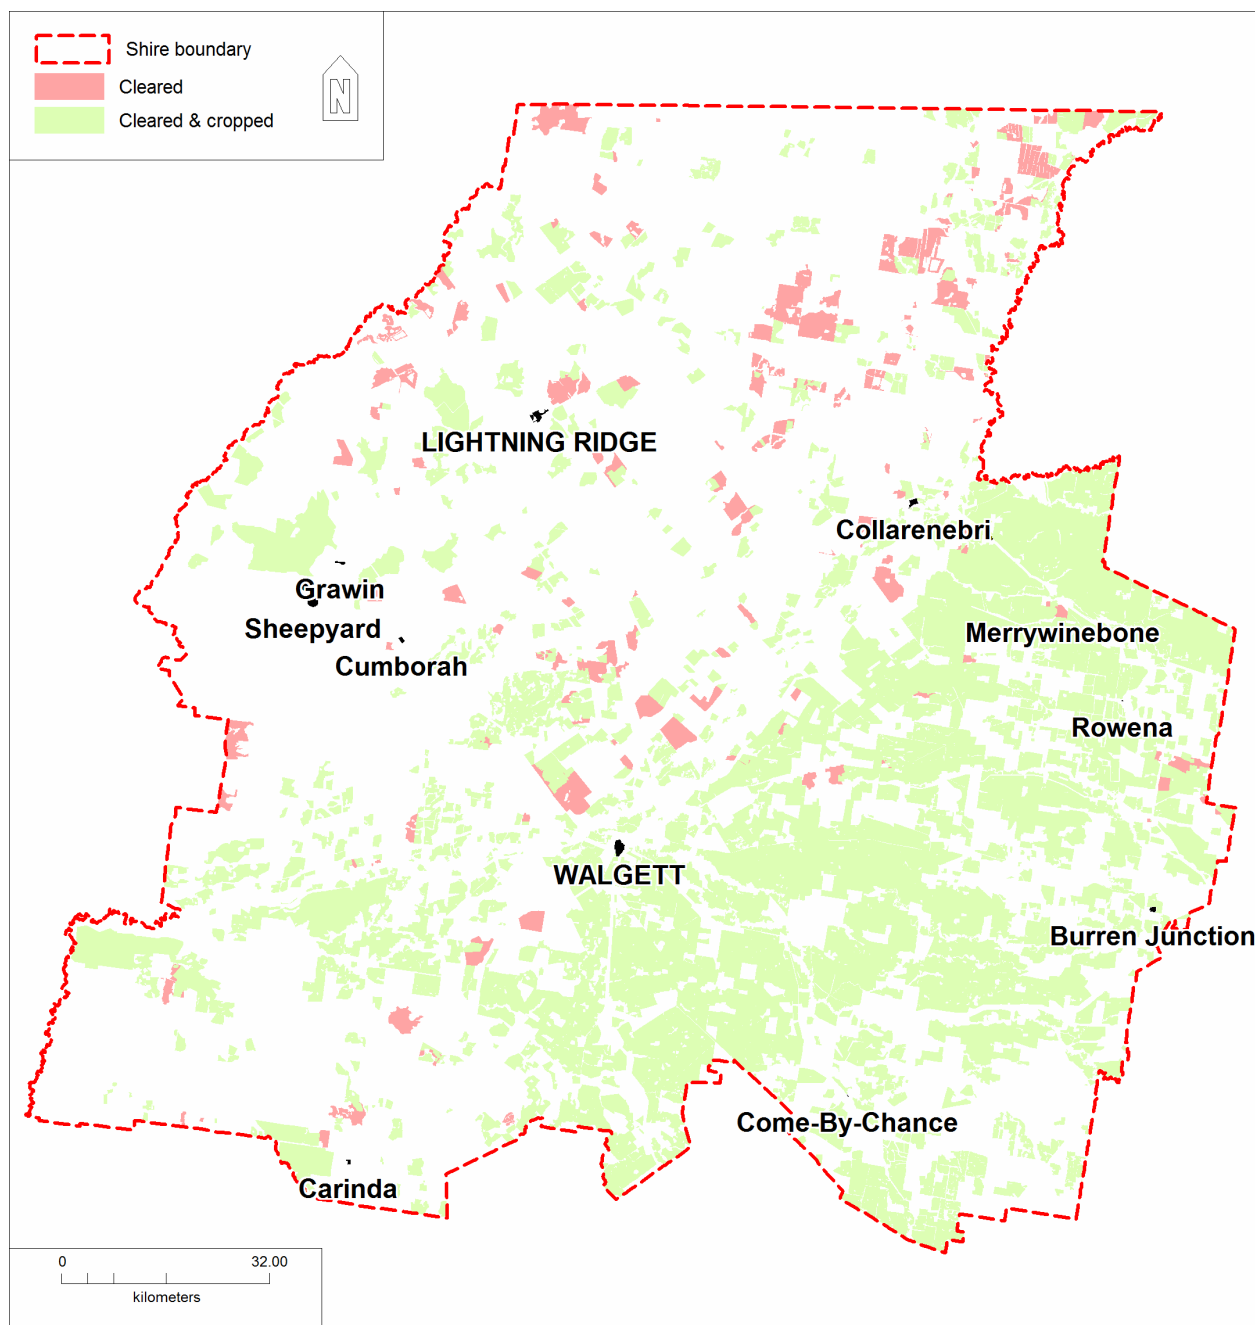 Shire boundary
Cleared
Cleared & cropped
N
LIGHTNING RIDGE
Collarenebri
Grawin
Sheepyard
Merrywinebone
Cumborah
Rowena
WALGETT
Burren Junction
Come-By-Chance
Carinda
0 32.00
kilometers